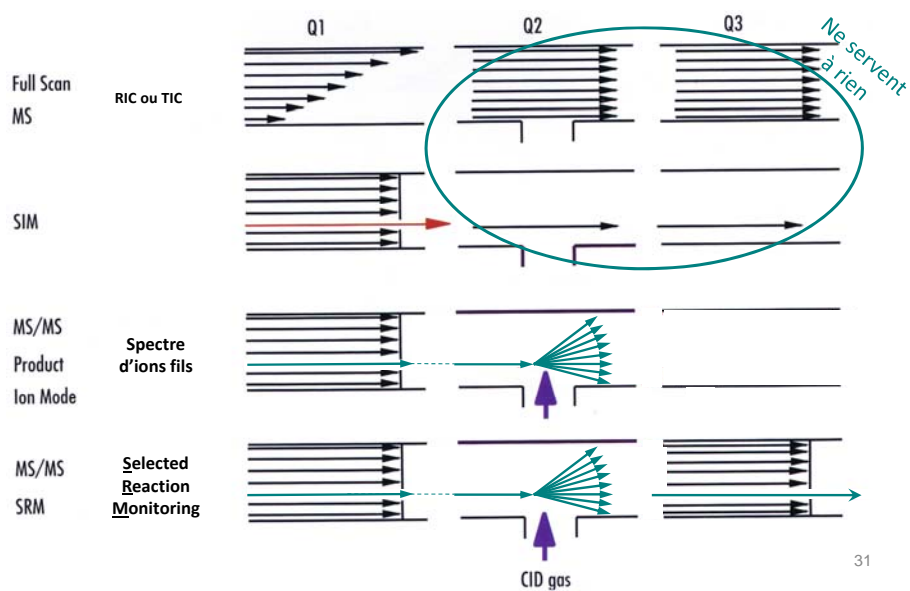 Q1
Q2
Q3
Ne servent
à rien
Full Scan
MS
RIC ou TIC
SIM
MS/MS
Product
Ion Mode
Spectre
d'ions fils
MS/MS
SRM
Selected
Reaction
Monitoring
CID gas
31